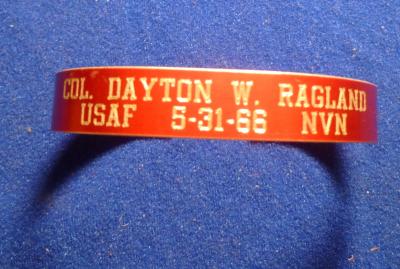 COL. DAYTON W. RAGLAND
USAF 5-31-66 NVN